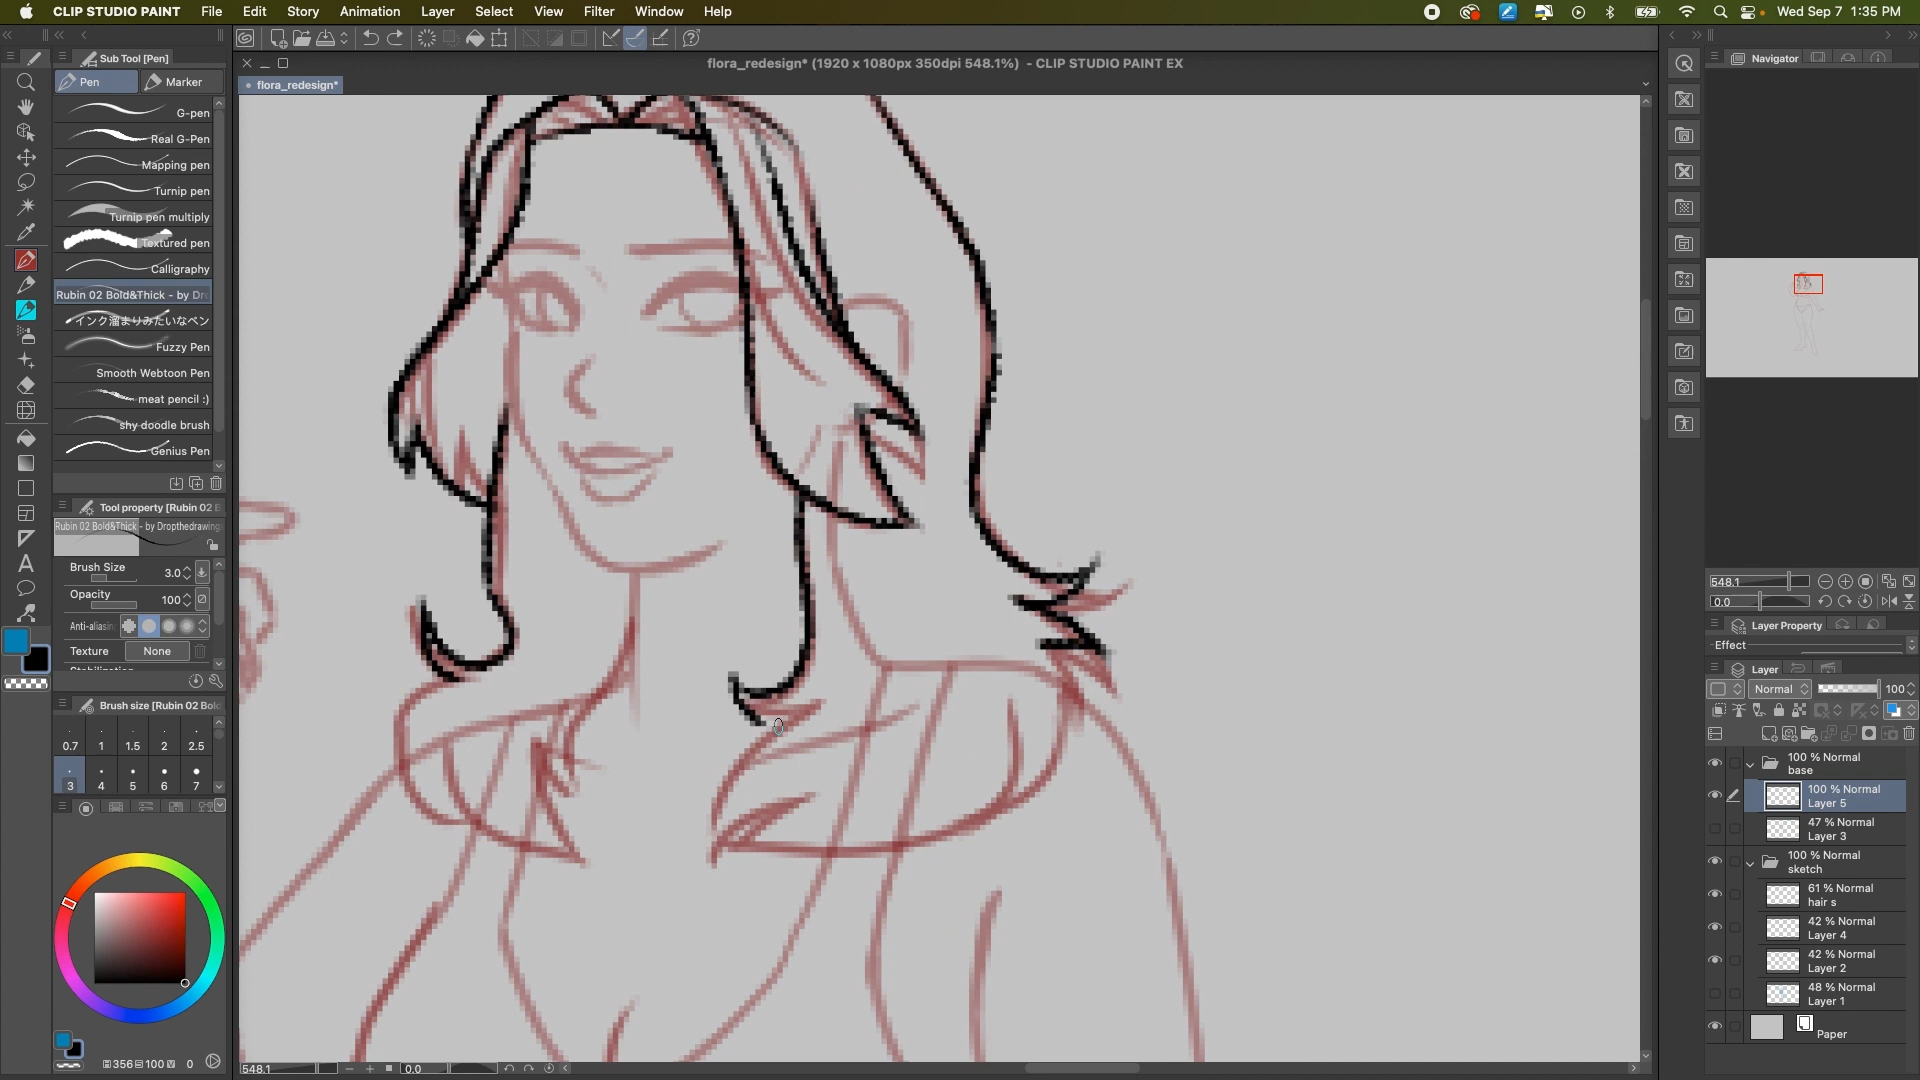 CLIP STUDIO PAINT File Edit Story Animation Layer Select View Filter Window Help
Wed Sep 7 1:35 PM
Sub Tool [Pen]
flora_redesign* (1920 x 1080px 350dpi 548.1%) - CLIP STUDIO PAINT EX
Navigator
Pen
Marker
flora_redesign*
G-pen
Real G-Pen
Mapping pen
Turnip pen
Turnip pen multiply
Textured pen
Calligraphy
Rubin 02 Bold&Thick - by Dr
インク溜まりみたいなペン
Fuzzy Pen
Smooth Webtoon Pen
meat pencil :)
shy doodle brush
Genius Pen
Tool property [Rubin 02 B
Rubin 02 Bold&Thick - by Dropthedrawing
Brush Size 3.0
Opacity 100
Anti-aliasin
Texture None
Stabilization
Brush size [Rubin 02 Bol
0.7 1 1.5 2 2.5
3 4 5 6 7
356 100 0
548.1 0.0
548.1
0.0
Layer Property
Effect
Layer
Normal 100
100 % Normal
base
100 % Normal
Layer 5
47 % Normal
Layer 3
100 % Normal
sketch
61 % Normal
hair s
42 % Normal
Layer 4
42 % Normal
Layer 2
48 % Normal
Layer 1
Paper